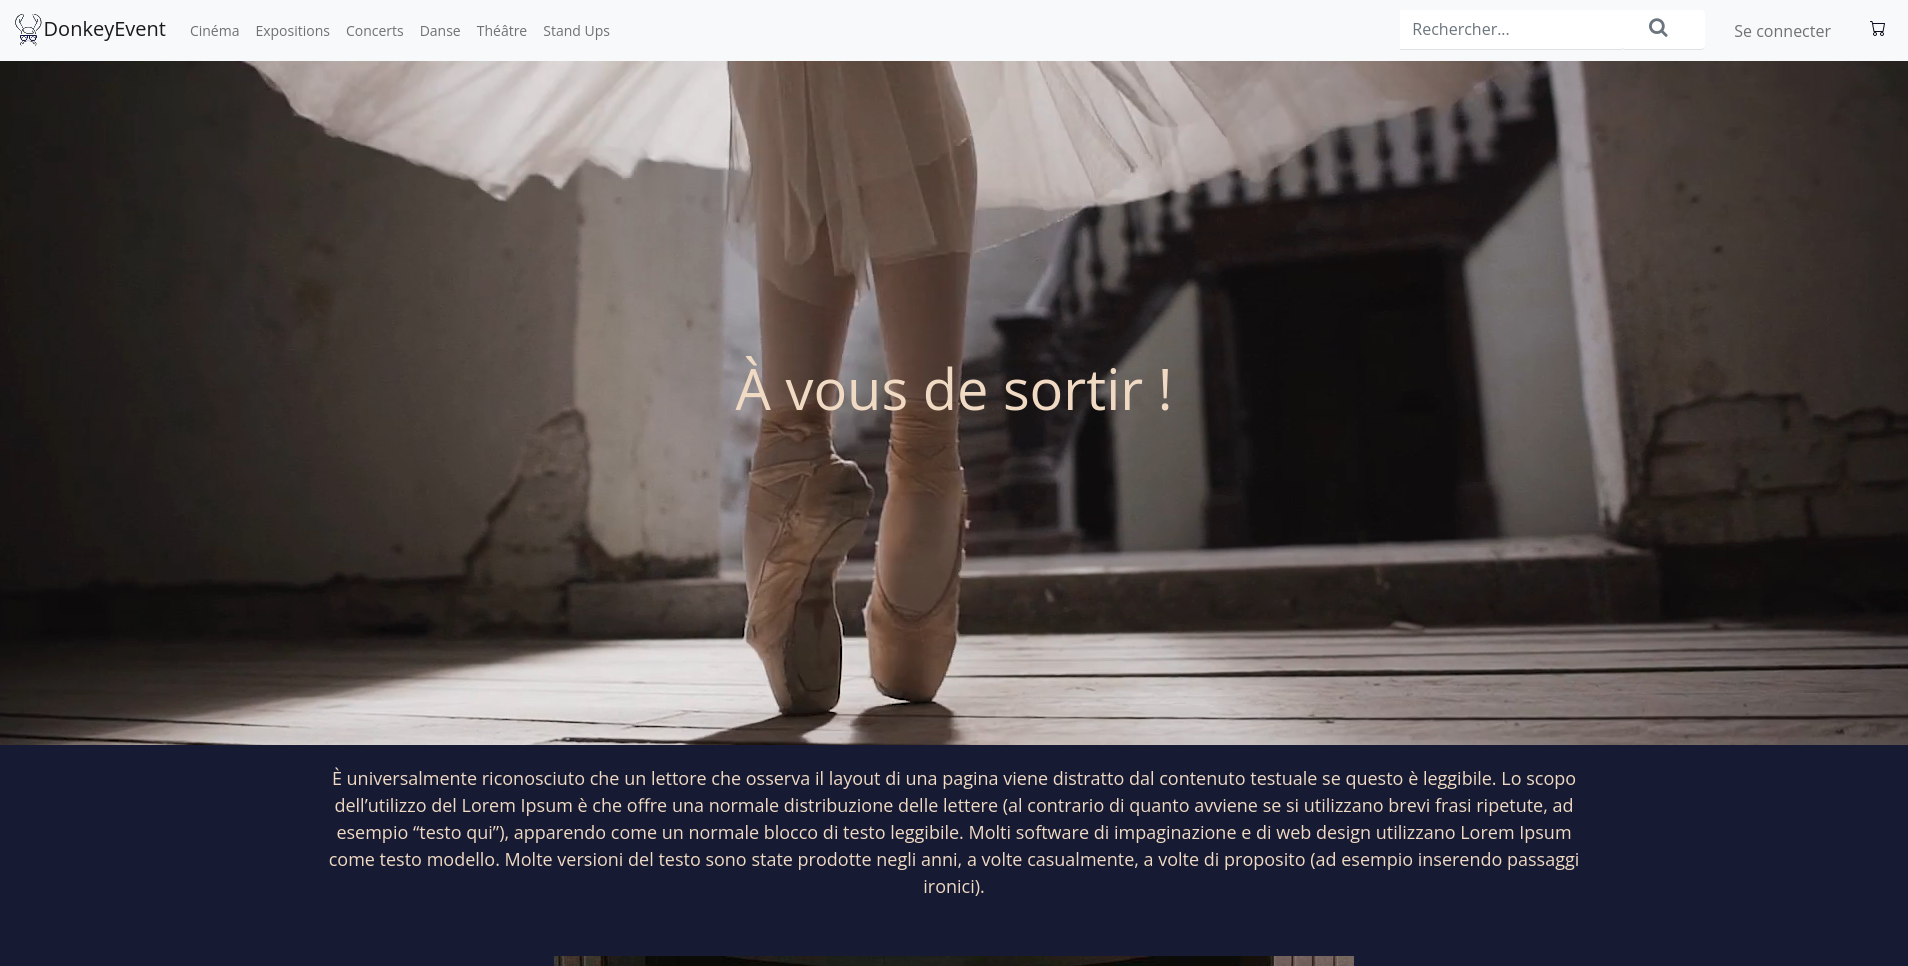 DonkeyEvent Cinéma Expositions Concerts Danse Théâtre Stand Ups Rechercher... Se connecter
À vous de sortir !
È universalmente riconosciuto che un lettore che osserva il layout di una pagina viene distratto dal contenuto testuale se questo è leggibile. Lo scopo
dell’utilizzo del Lorem Ipsum è che offre una normale distribuzione delle lettere (al contrario di quanto avviene se si utilizzano brevi frasi ripetute, ad
esempio “testo qui”), apparendo come un normale blocco di testo leggibile. Molti software di impaginazione e di web design utilizzano Lorem Ipsum
come testo modello. Molte versioni del testo sono state prodotte negli anni, a volte casualmente, a volte di proposito (ad esempio inserendo passaggi
ironici).